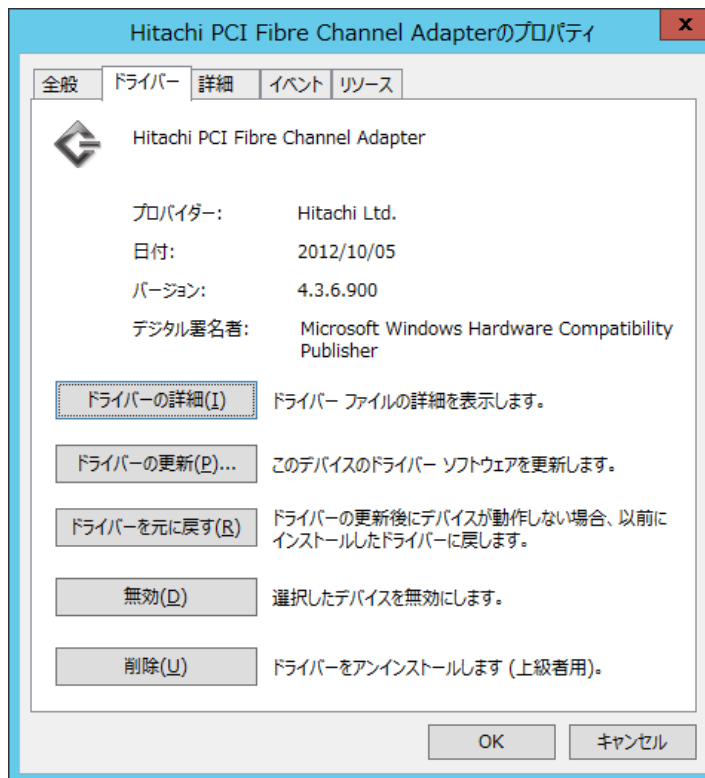 Hitachi PCI Fibre Channel Adapterのプロパティ
x
全般 ドライバー 詳細 イベント リソース
Hitachi PCI Fibre Channel Adapter
プロバイダー: Hitachi Ltd.
日付: 2012/10/05
バージョン: 4.3.6.900
デジタル署名者: Microsoft Windows Hardware Compatibility
Publisher
ドライバーの詳細(I) ドライバー ファイルの詳細を表示します。
ドライバーの更新(P)... このデバイスのドライバー ソフトウェアを更新します。
ドライバーを元に戻す(R) ドライバーの更新後にデバイスが動作しない場合、以前に
インストールしたドライバーに戻します。
無効(D) 選択したデバイスを無効にします。
削除(U) ドライバーをアンインストールします (上級者用)。
OK キャンセル